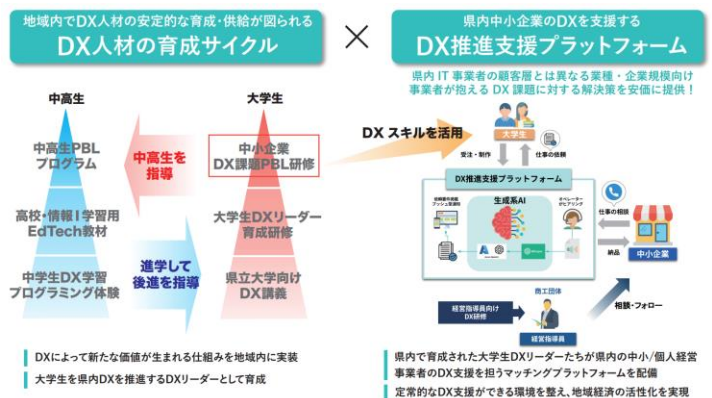 地域内でDX人材の安定的な育成・供給が図られる
DX人材の育成サイクル
×
県内中小企業のDXを支援する
DX推進支援プラットフォーム
県内IT事業者の顧客層とは異なる業種・企業規模向け
事業者が抱えるDX課題に対する解決策を安価に提供！
中高生
中高生PBL
プログラム
高校・情報I学習用
EdTech教材
中学生DX学習
プログラミング体験
中高生を
指導
進学して
後進を指導
大学生
中小企業
DX課題PBL研修
大学生DXリーダー
育成研修
県立大学向け
DX講義
DXスキルを活用
大学生
受注・制作
仕事の依頼
DX推進支援プラットフォーム
生成系AI
オペレーター
がヒアリング
仕事の相談
納品
中小企業
商工団体
経営指導員向け
DX研修
経営指導員
相談・フォロー
DXによって新たな価値が生まれる仕組みを地域内に実装
大学生を県内DXを推進するDXリーダーとして育成
県内で育成された大学生DXリーダーたちが県内の中小/個人経営
事業者のDX支援を担うマッチングプラットフォームを配備
定常的なDX支援ができる環境を整え、地域経済の活性化を実現